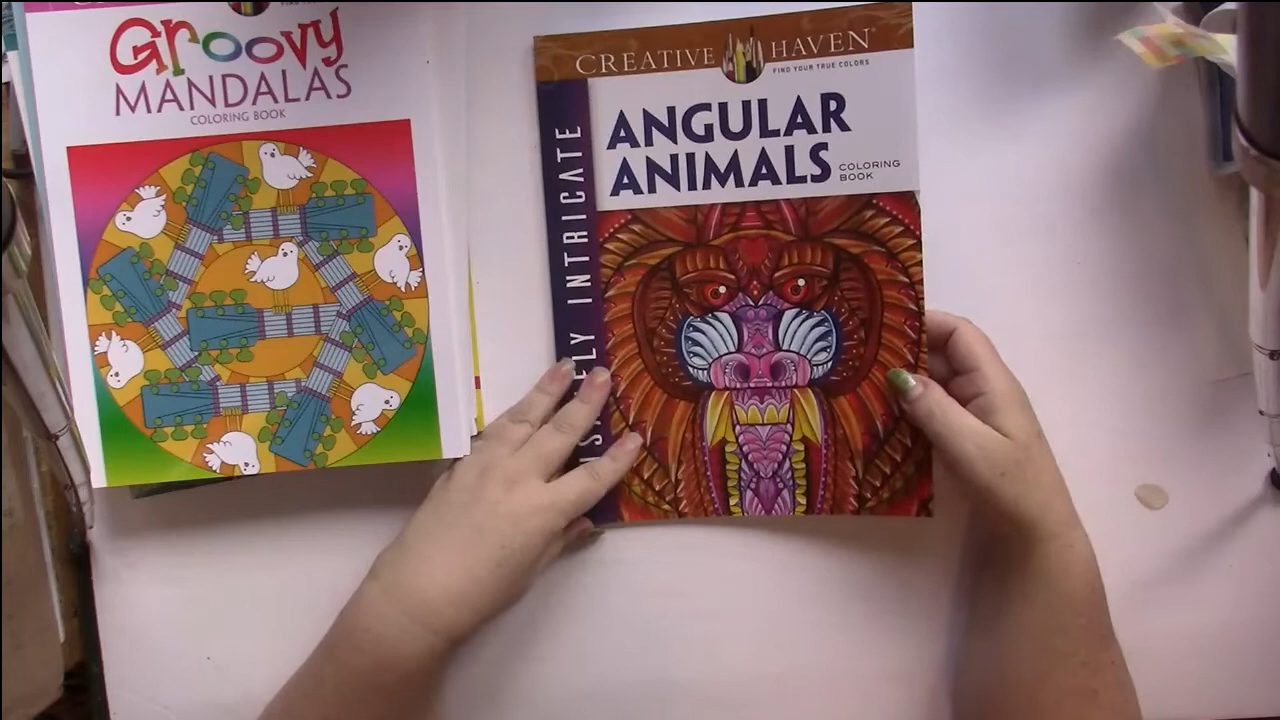 Groovy
MANDALAS
COLORING BOOK
CREATIVE HAVEN®
FIND YOUR TRUE COLORS
ANGULAR
ANIMALS
COLORING
BOOK
INTRICATE